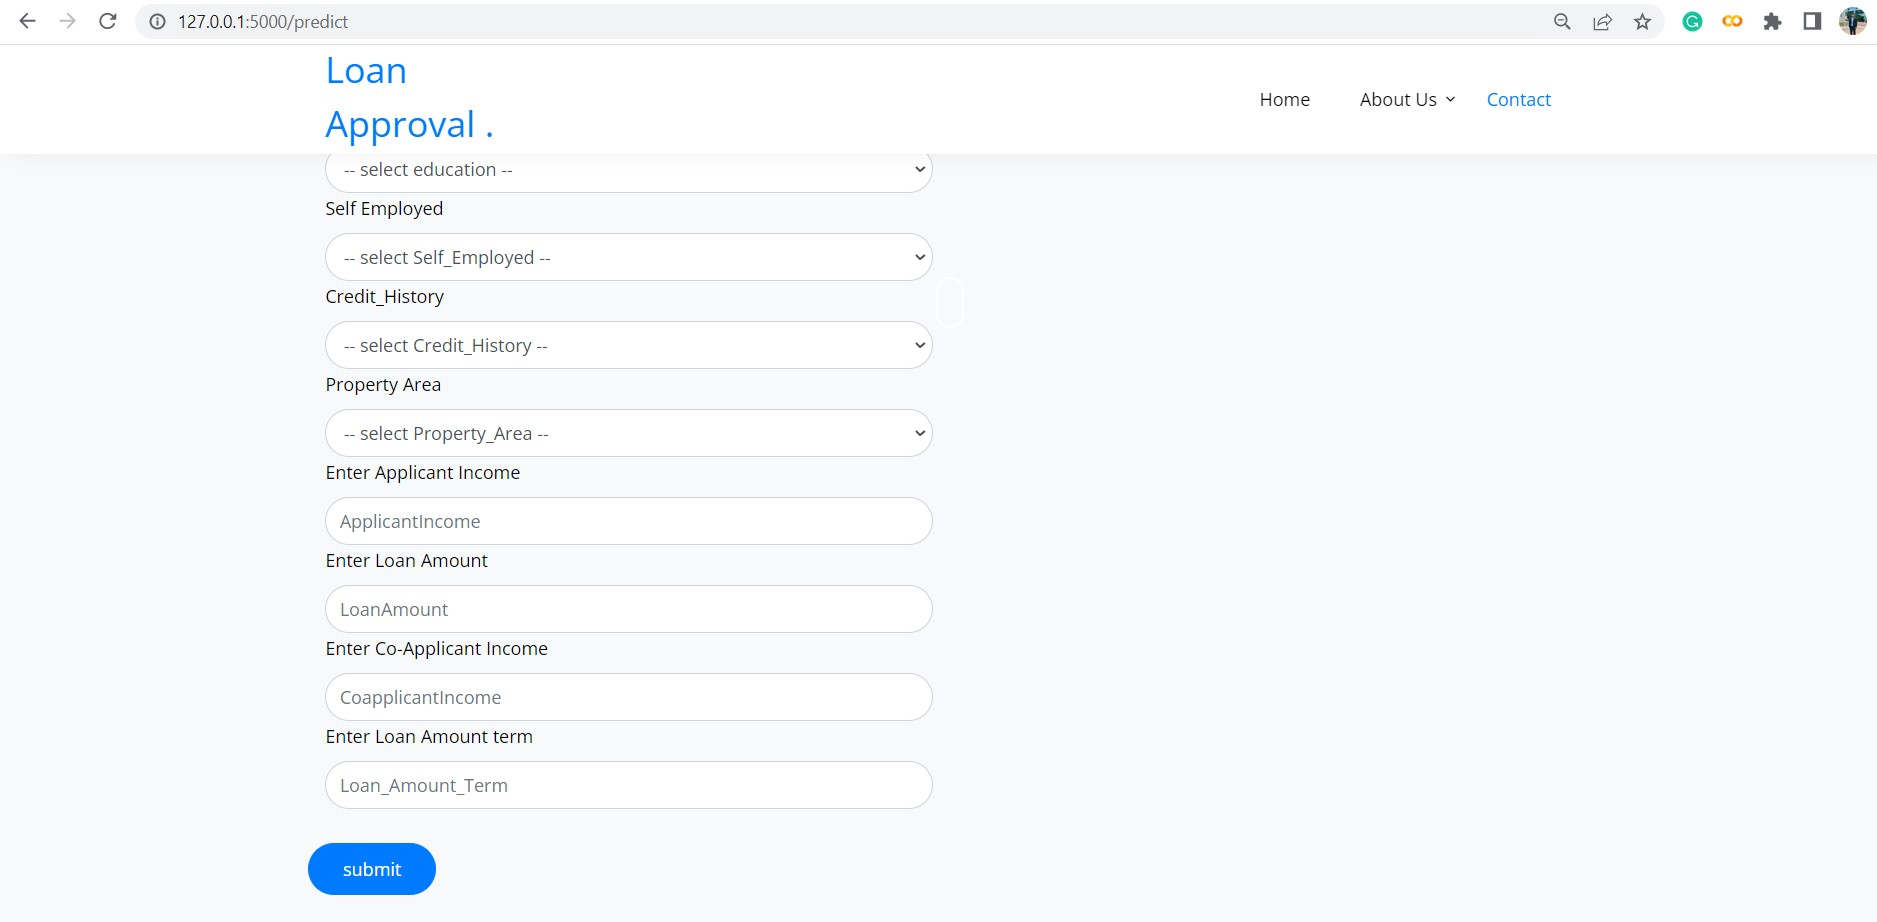 127.0.0.1:5000/predict
Loan
Approval .
Home About Us Contact
-- select education --
Self Employed
-- select Self_Employed --
Credit_History
-- select Credit_History --
Property Area
-- select Property_Area --
Enter Applicant Income
ApplicantIncome
Enter Loan Amount
LoanAmount
Enter Co-Applicant Income
CoapplicantIncome
Enter Loan Amount term
Loan_Amount_Term
submit